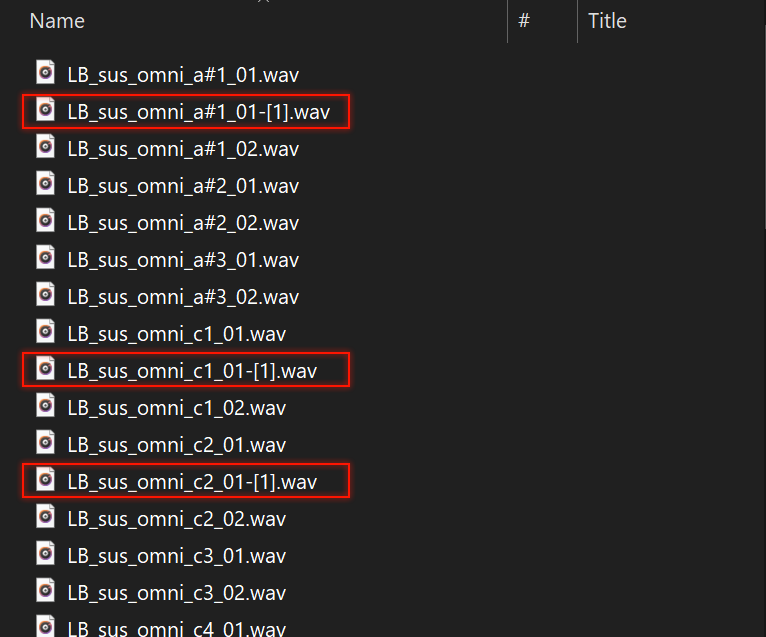 Name # Title
LB_sus_omni_a#1_01.wav
LB_sus_omni_a#1_01-[1].wav
LB_sus_omni_a#1_02.wav
LB_sus_omni_a#2_01.wav
LB_sus_omni_a#2_02.wav
LB_sus_omni_a#3_01.wav
LB_sus_omni_a#3_02.wav
LB_sus_omni_c1_01.wav
LB_sus_omni_c1_01-[1].wav
LB_sus_omni_c1_02.wav
LB_sus_omni_c2_01.wav
LB_sus_omni_c2_01-[1].wav
LB_sus_omni_c2_02.wav
LB_sus_omni_c3_01.wav
LB_sus_omni_c3_02.wav
LB_sus_omni_c4_01.wav